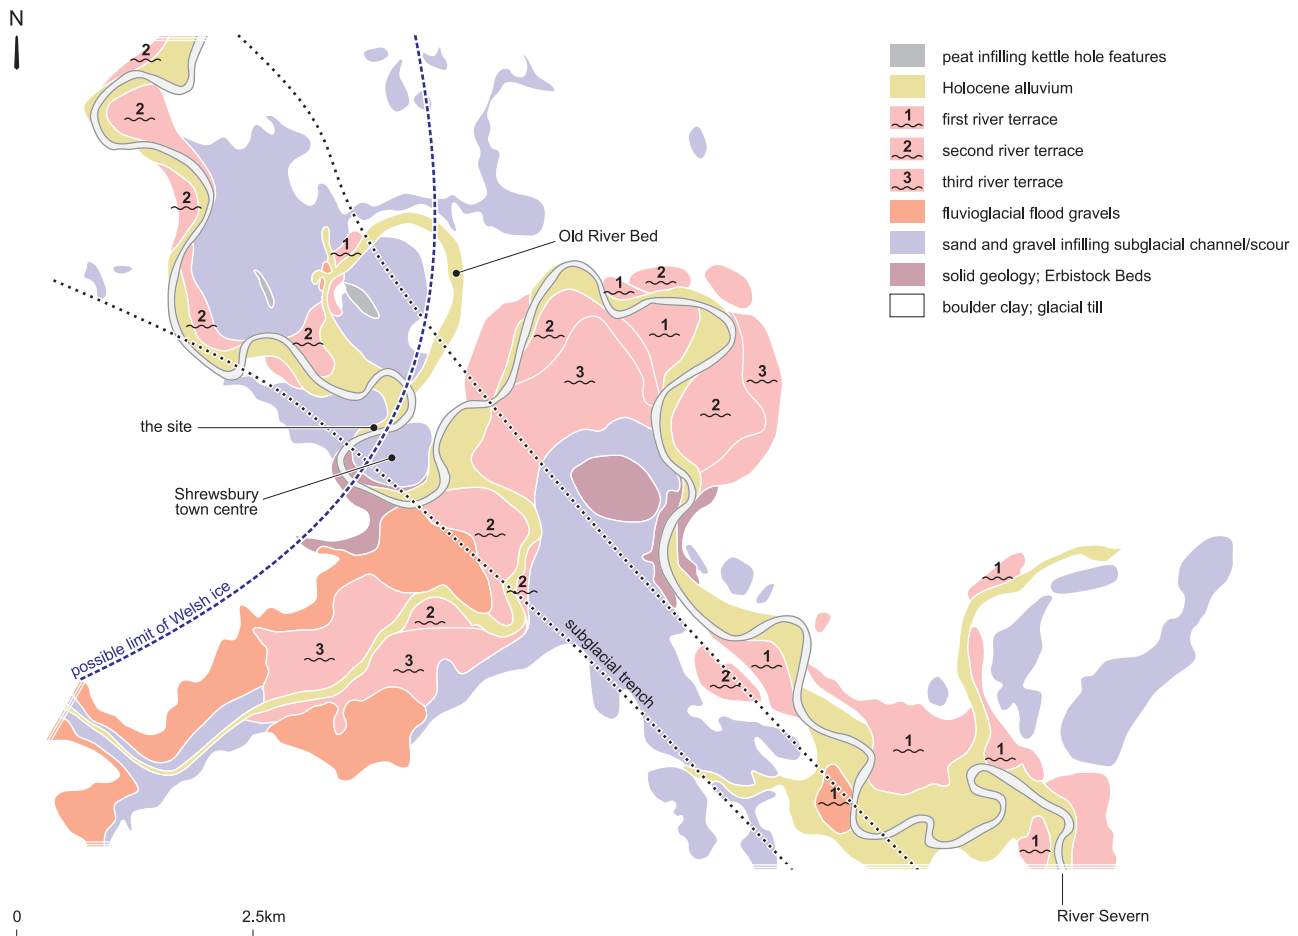 N
peat infilling kettle hole features
Holocene alluvium
1 first river terrace
2 second river terrace
3 third river terrace
fluvioglacial flood gravels
sand and gravel infilling subglacial channel/scour
solid geology; Erbistock Beds
boulder clay; glacial till
2
2
2
1
Old River Bed
1
2
2
2
2
1
3
3
2
the site
Shrewsbury
town centre
2
2
1
possible limit of Welsh ice
2
3
3
subglacial trench
1
2
1
1
1
1
0
2.5km
River Severn